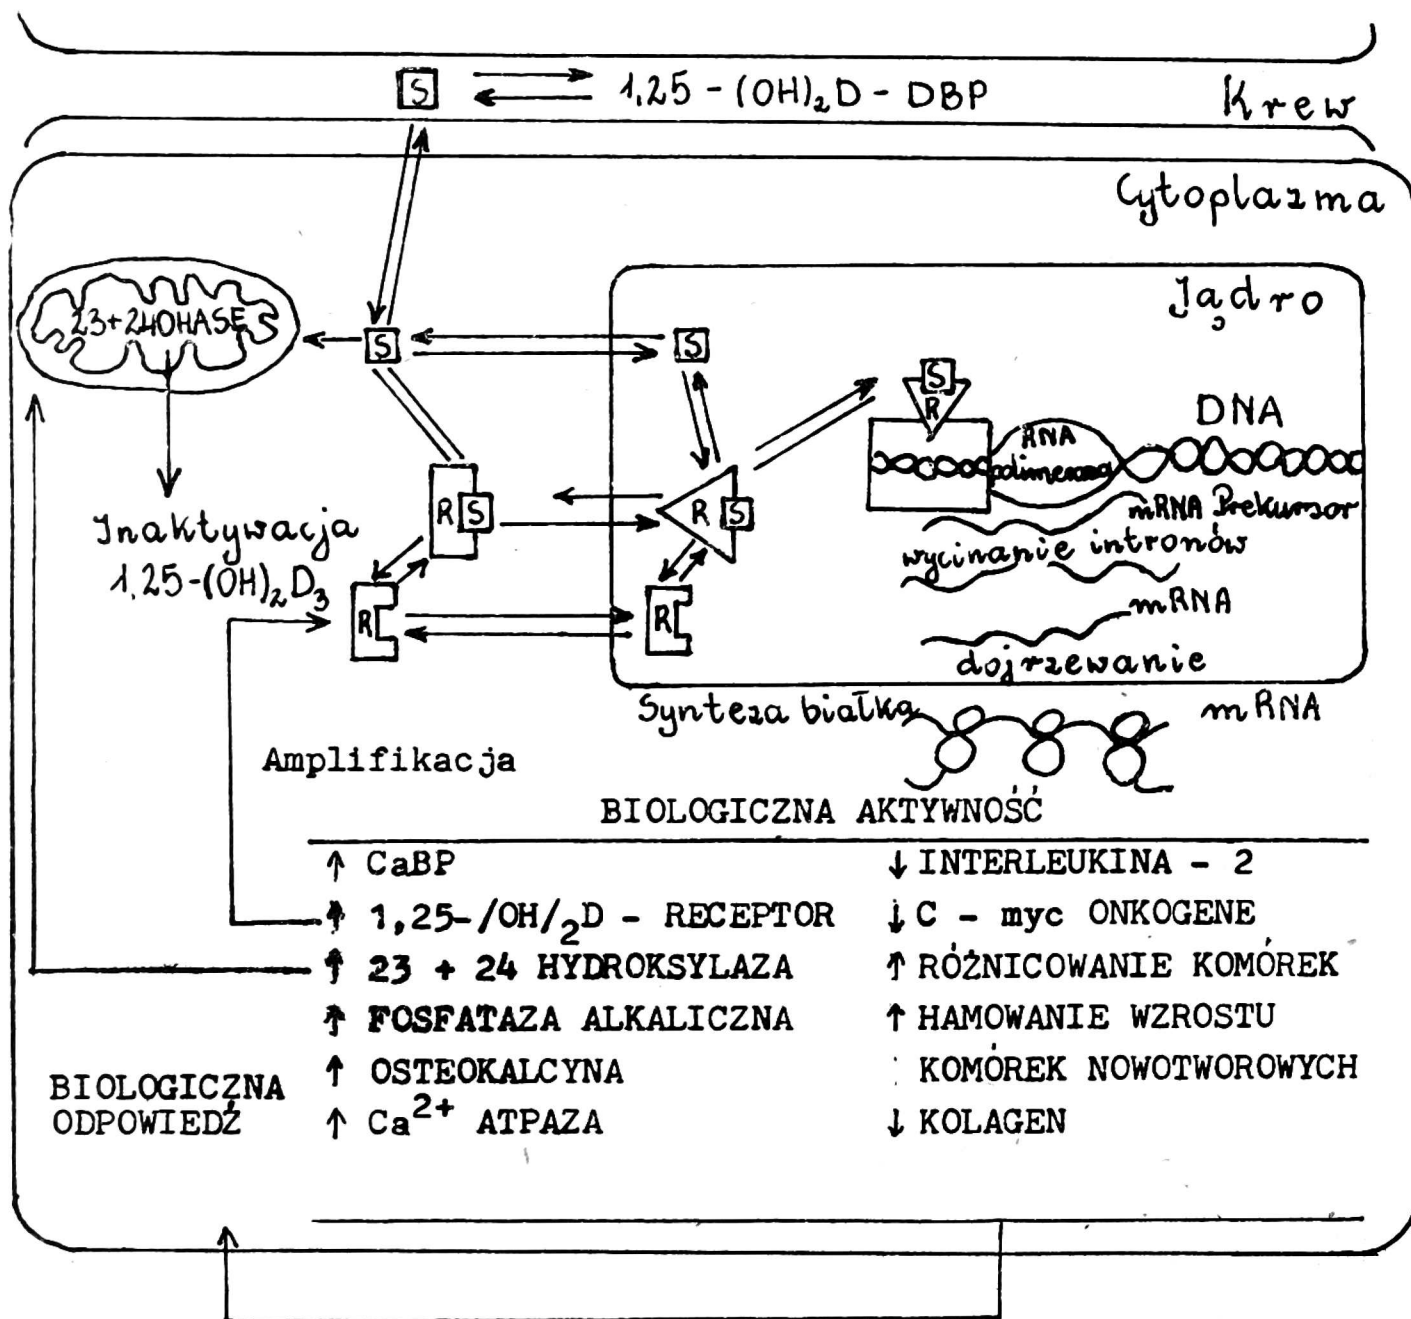 S
1,25-(OH)₂D-DBP
Krew
Cytoplazma
Jądro
23+24OHASE
S
S
S
R
DNA
RNA
polimeraza
R S
R S
mRNA Prekursor
wycinanie intronów
Inaktywacja
1,25-(OH)₂D₃
R
R
mRNA
dojrzewanie
Synteza białka
mRNA
Amplifikacja
BIOLOGICZNA AKTYWNOŚĆ
↑ CaBP
↑ 1,25-/OH/₂D - RECEPTOR
↑ 23 + 24 HYDROKSYLAZA
↑ FOSFATAZA ALKALICZNA
↑ OSTEOKALCYNA
↑ Ca²⁺ ATPAZA
↓ INTERLEUKINA - 2
↓ C - myc ONKOGENE
↑ RÓŻNICOWANIE KOMÓREK
↑ HAMOWANIE WZROSTU
KOMÓREK NOWOTWOROWYCH
↓ KOLAGEN
BIOLOGICZNA
ODPOWIEDŹ